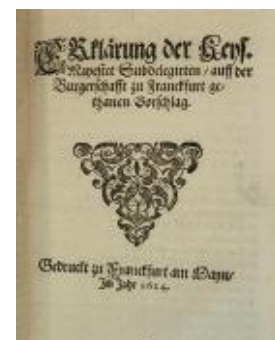 Erklärung der Keys.
Mayestet Subdelegirten / auff der
Burgerschafft zu Franckfurt ge-
thanen Vorschlag.
Gedruckt zu Franckfurt am Mayn /
Im Jahr 1614.